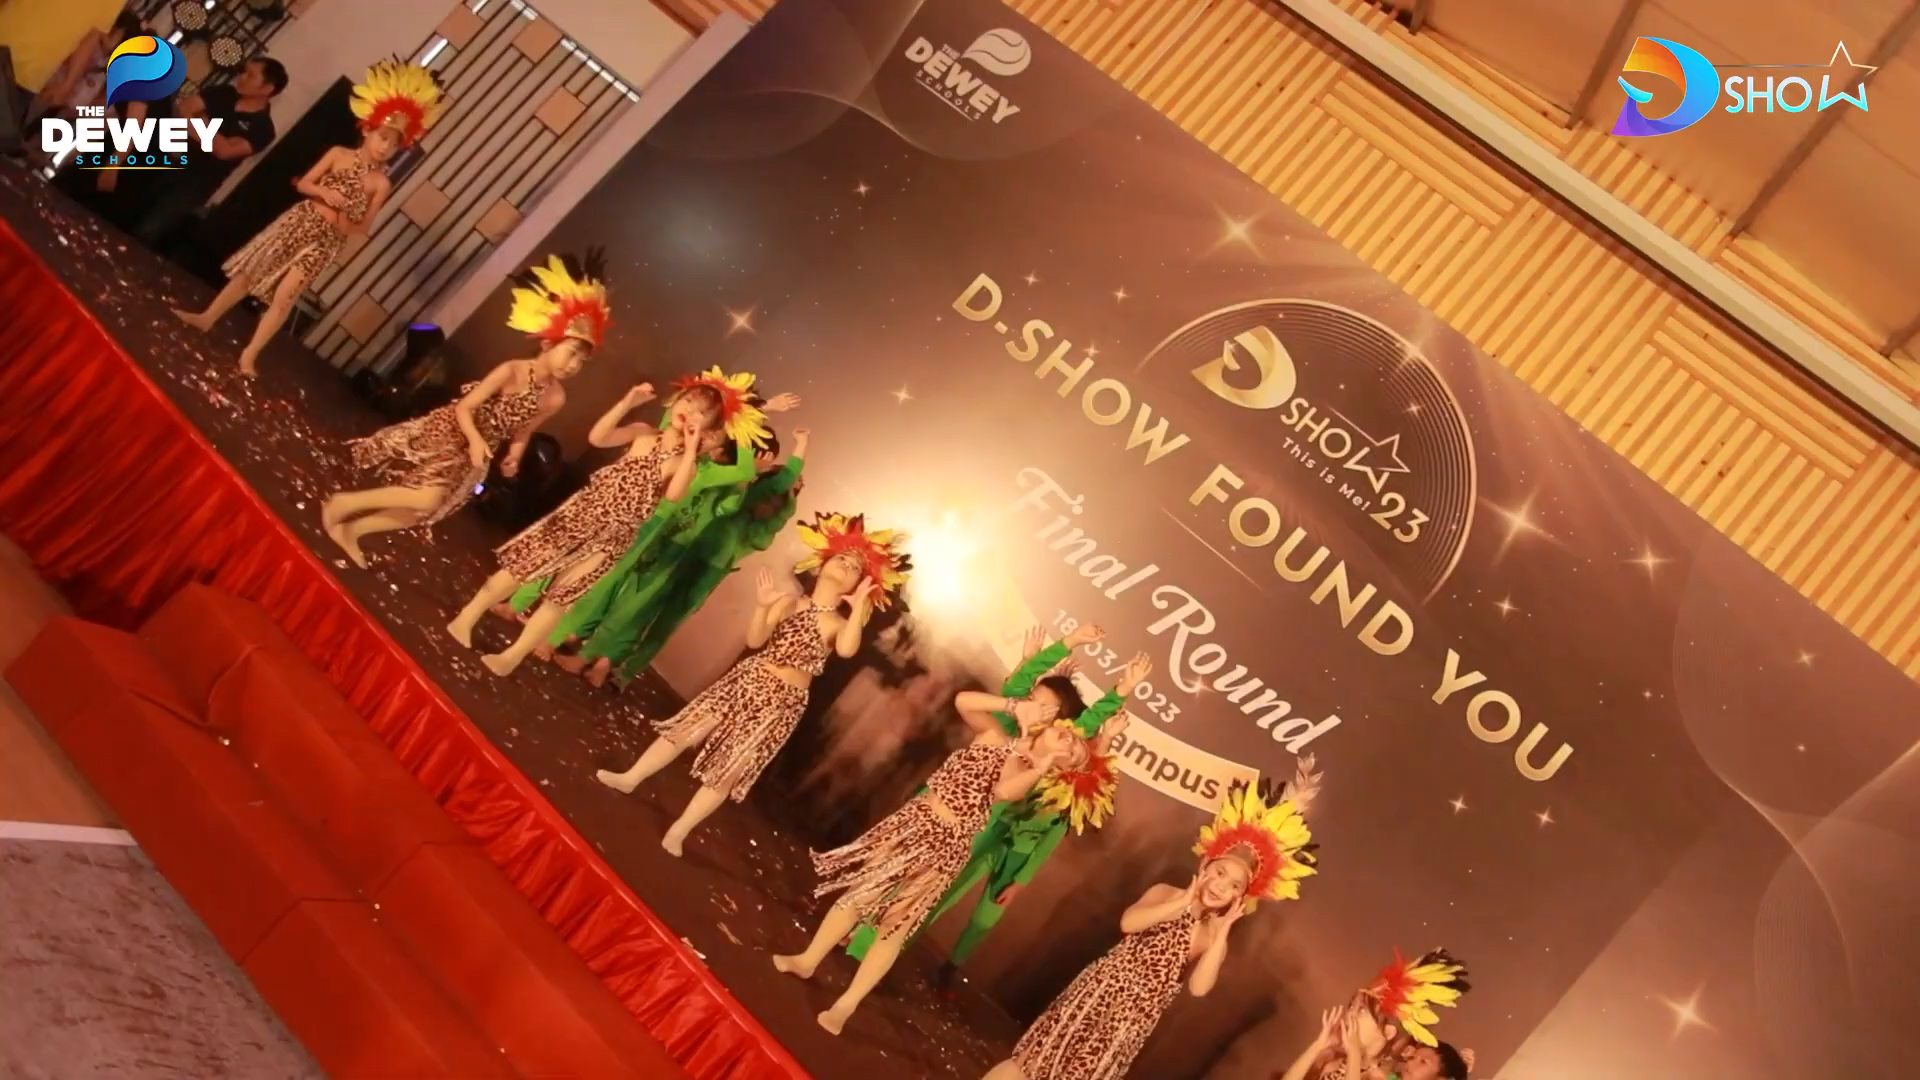 THE
DEWEY
SCHOOLS
SHOW
THE
DEWEY
SCHOOLS
SHOW
This is Me! 23
D-SHOW FOUND YOU
Final Round
ampus